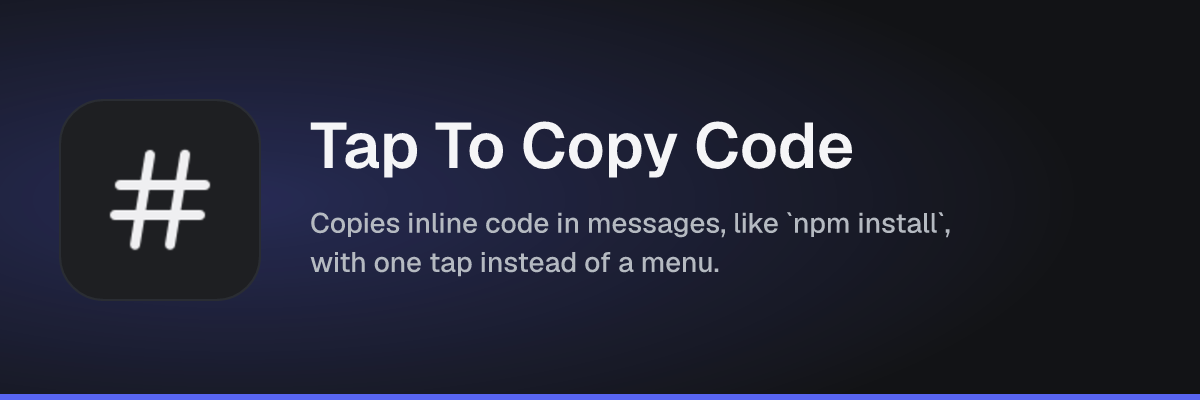 Tap To Copy Code
Copies inline code in messages, like `npm install`,
with one tap instead of a menu.